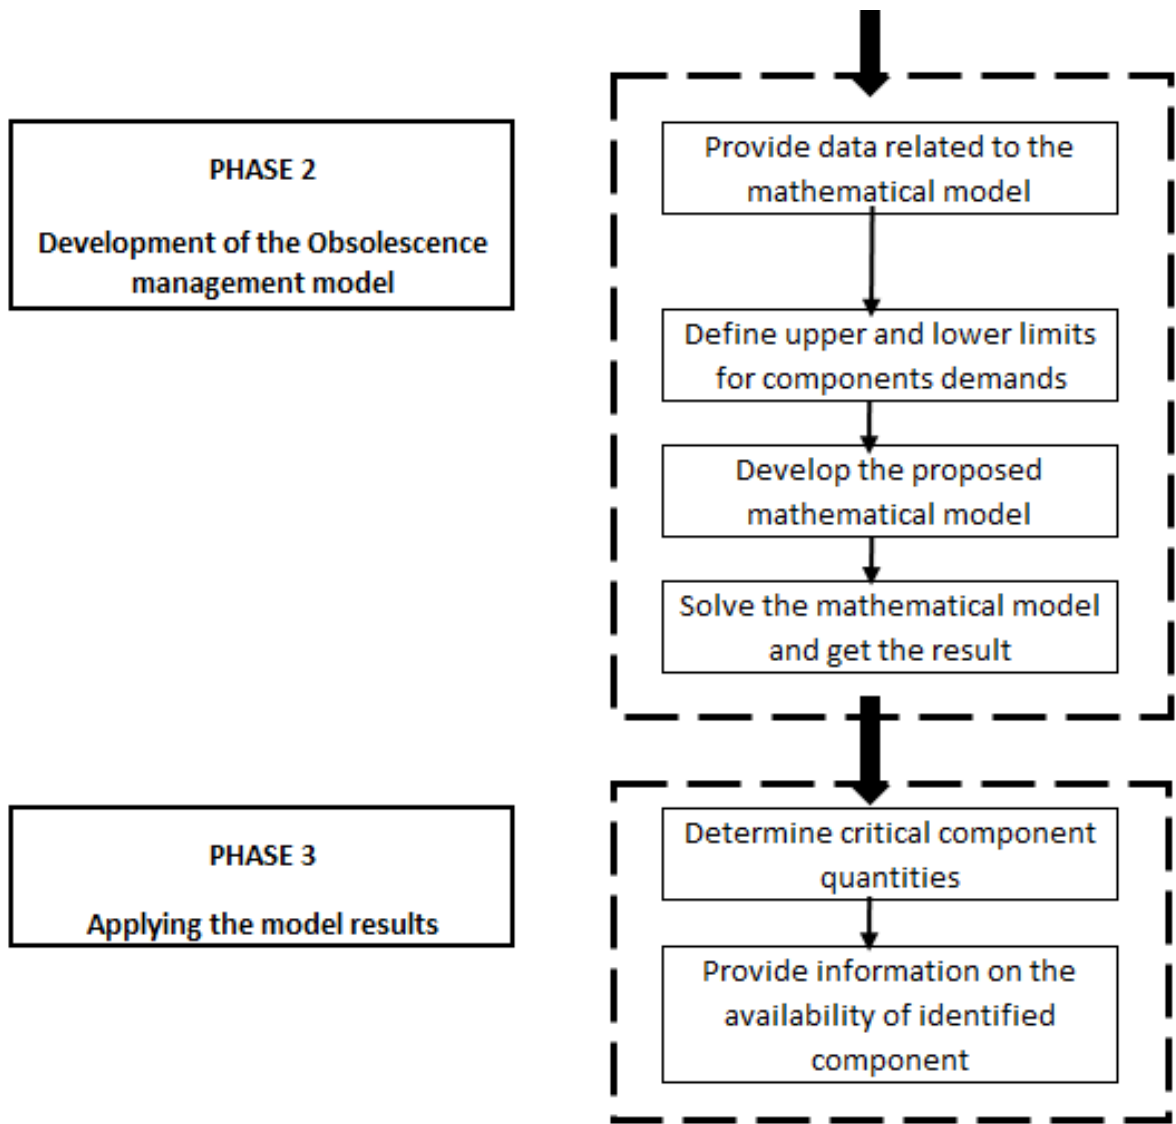 PHASE 2
Development of the Obsolescence
management model
Provide data related to the
mathematical model
Define upper and lower limits
for components demands
Develop the proposed
mathematical model
Solve the mathematical model
and get the result
PHASE 3
Applying the model results
Determine critical component
quantities
Provide information on the
availability of identified
component